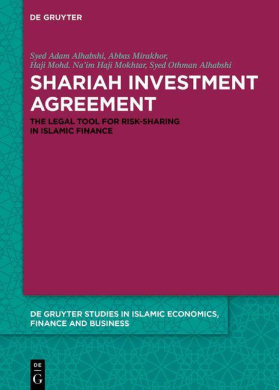 DE GRUYTER
Syed Adam Alhabshi, Abbas Mirakhor,
Haji Mohd. Na'im Haji Mokhtar, Syed Othman Alhabshi
SHARIAH INVESTMENT
AGREEMENT
THE LEGAL TOOL FOR RISK-SHARING
IN ISLAMIC FINANCE
DE GRUYTER STUDIES IN ISLAMIC ECONOMICS,
FINANCE AND BUSINESS
DE
G